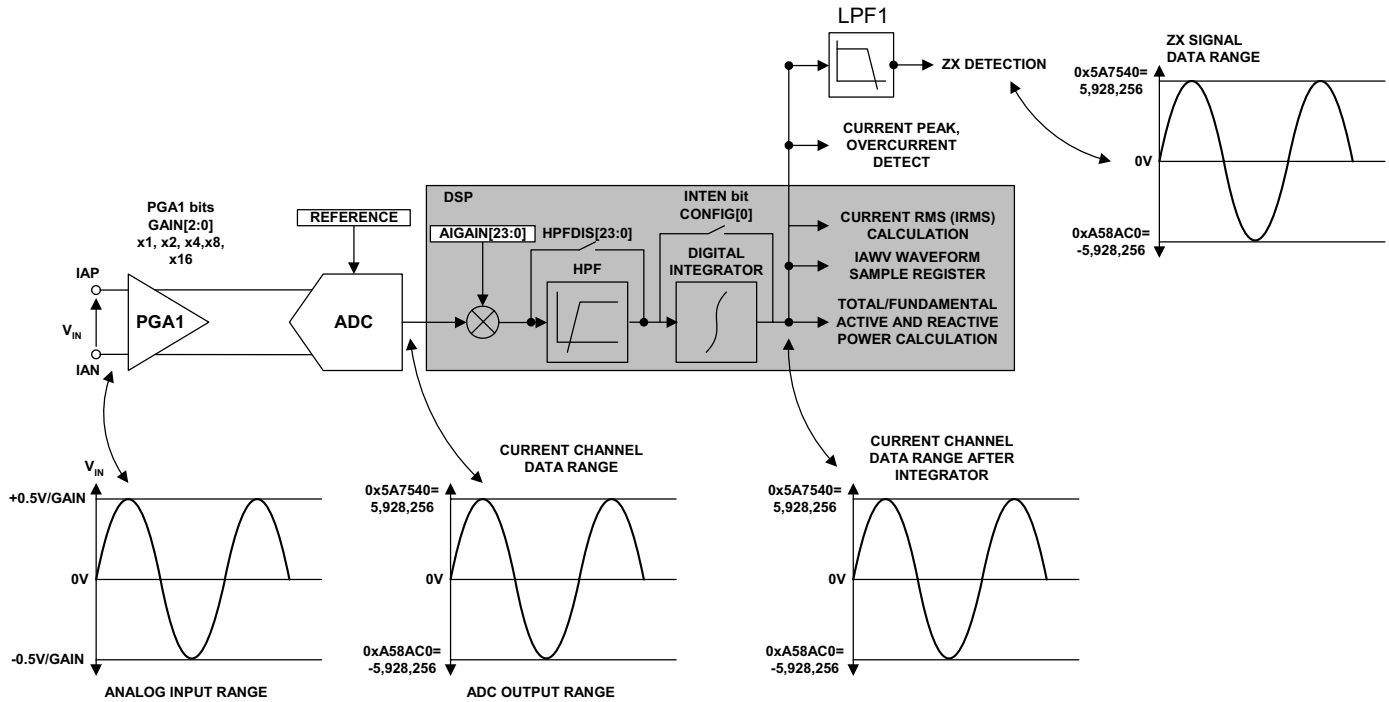 LPF1
ZX DETECTION
ZX SIGNAL
DATA RANGE
0x5A7540=
5,928,256
0V
0xA58AC0=
-5,928,256
CURRENT PEAK,
OVERCURRENT
DETECT
PGA1 bits
GAIN[2:0]
x1, x2, x4,x8,
x16
REFERENCE
DSP
AIGAIN[23:0]
HPFDIS[23:0]
HPF
INTEN bit
CONFIG[0]
DIGITAL
INTEGRATOR
CURRENT RMS (IRMS)
CALCULATION
IAWV WAVEFORM
SAMPLE REGISTER
TOTAL/FUNDAMENTAL
ACTIVE AND REACTIVE
POWER CALCULATION
IAP
VIN
IAN
PGA1
ADC
VIN
+0.5V/GAIN
0V
-0.5V/GAIN
ANALOG INPUT RANGE
CURRENT CHANNEL
DATA RANGE
0x5A7540=
5,928,256
0V
0xA58AC0=
-5,928,256
ADC OUTPUT RANGE
CURRENT CHANNEL
DATA RANGE AFTER
INTEGRATOR
0x5A7540=
5,928,256
0V
0xA58AC0=
-5,928,256